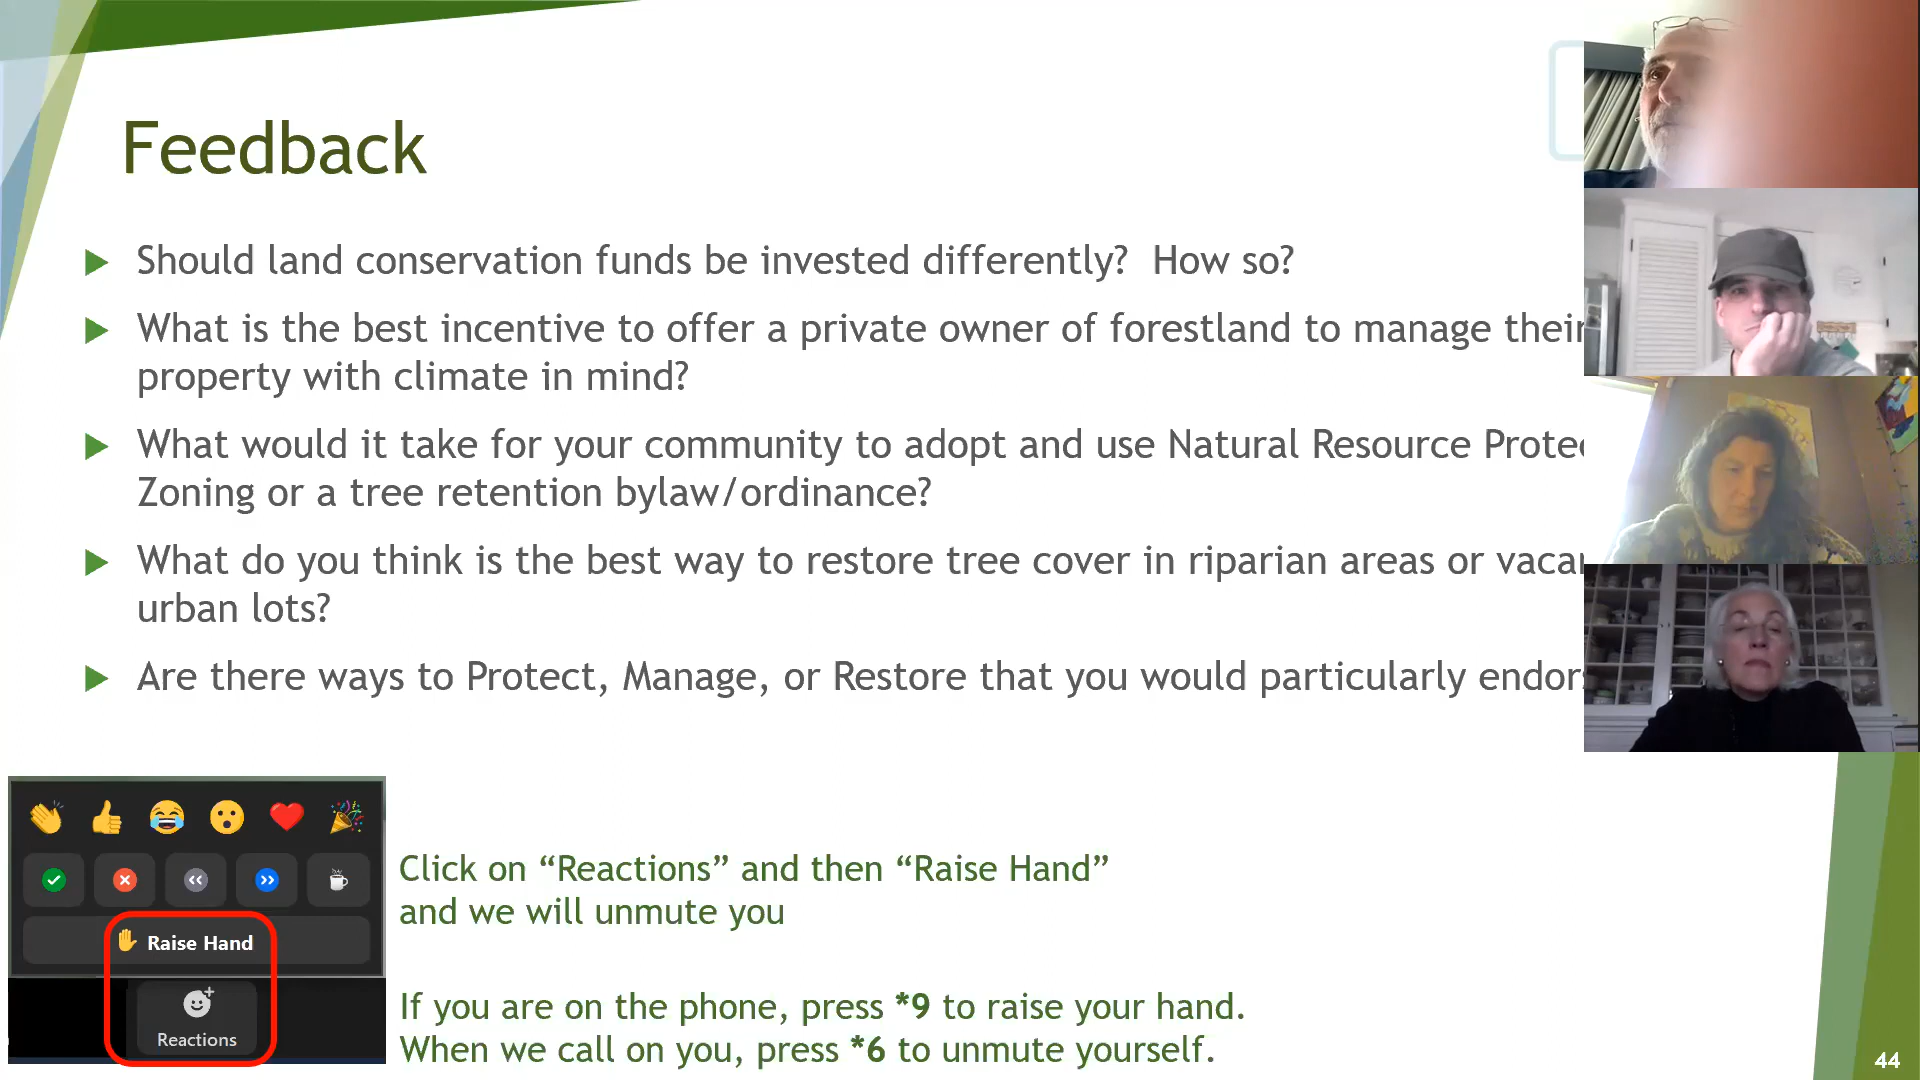 Feedback
Should land conservation funds be invested differently?  How so?
What is the best incentive to offer a private owner of forestland to manage their
property with climate in mind?
What would it take for your community to adopt and use Natural Resource
Zoning or a tree retention bylaw/ordinance?
What do you think is the best way to restore tree cover in riparian areas or
urban lots?
Are there ways to Protect, Manage, or Restore that you would particularly
Raise Hand
Reactions
Click on “Reactions” and then “Raise Hand”
and we will unmute you
If you are on the phone, press *9 to raise your hand.
When we call on you, press *6 to unmute yourself.
44